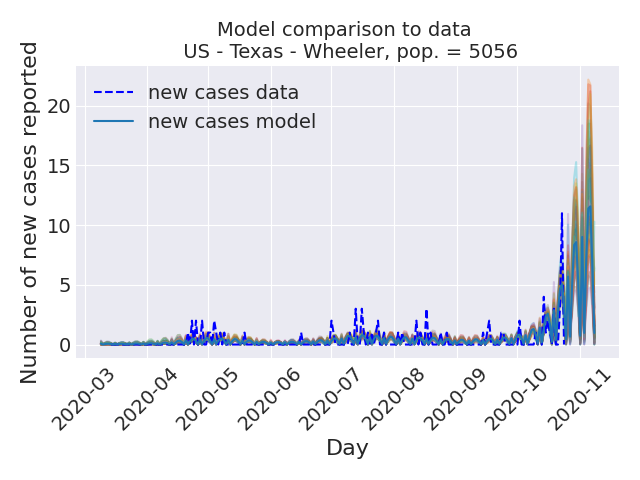 Model comparison to data
US - Texas - Wheeler, pop. = 5056
Number of new cases reported
20
15
10
5
0
new cases data
new cases model
2020-03
2020-04
2020-05
2020-06
2020-07
2020-08
2020-09
2020-10
2020-11
Day